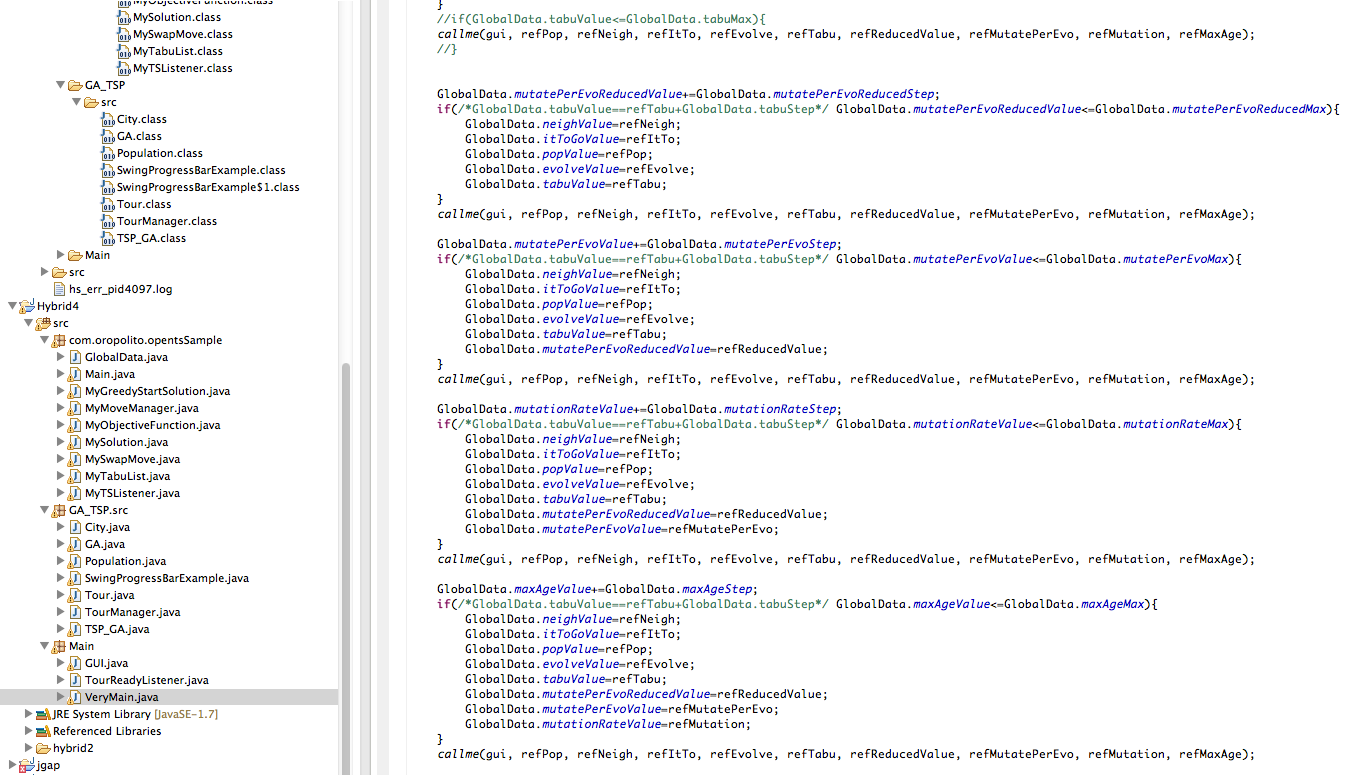 MyObjectiveFunction.class
MySolution.class
MySwapMove.class
MyTabuList.class
MyTSListener.class
GA_TSP
src
City.class
GA.class
Population.class
SwingProgressBarExample.class
SwingProgressBarExample$1.class
Tour.class
TourManager.class
TSP_GA.class
Main
src
hs_err_pid4097.log
Hybrid4
src
com.oropolito.opentsSample
GlobalData.java
Main.java
MyGreedyStartSolution.java
MyMoveManager.java
MyObjectiveFunction.java
MySolution.java
MySwapMove.java
MyTabuList.java
MyTSListener.java
GA_TSP.src
City.java
GA.java
Population.java
SwingProgressBarExample.java
Tour.java
TourManager.java
TSP_GA.java
Main
GUI.java
TourReadyListener.java
VeryMain.java
JRE System Library [JavaSE-1.7]
Referenced Libraries
hybrid2
jgap
}
//if(GlobalData.tabuValue<=GlobalData.tabuMax){
callme(gui, refPop, refNeigh, refItTo, refEvolve, refTabu, refReducedValue, refMutatePerEvo, refMutation, refMaxAge);
//}
GlobalData.mutatePerEvoReducedValue+=GlobalData.mutatePerEvoReducedStep;
if(/*GlobalData.tabuValue==refTabu+GlobalData.tabuStep*/ GlobalData.mutatePerEvoReducedValue<=GlobalData.mutatePerEvoReducedMax){
GlobalData.neighValue=refNeigh;
GlobalData.itToGoValue=refItTo;
GlobalData.popValue=refPop;
GlobalData.evolveValue=refEvolve;
GlobalData.tabuValue=refTabu;
}
callme(gui, refPop, refNeigh, refItTo, refEvolve, refTabu, refReducedValue, refMutatePerEvo, refMutation, refMaxAge);
GlobalData.mutatePerEvoValue+=GlobalData.mutatePerEvoStep;
if(/*GlobalData.tabuValue==refTabu+GlobalData.tabuStep*/ GlobalData.mutatePerEvoValue<=GlobalData.mutatePerEvoMax){
GlobalData.neighValue=refNeigh;
GlobalData.itToGoValue=refItTo;
GlobalData.popValue=refPop;
GlobalData.evolveValue=refEvolve;
GlobalData.tabuValue=refTabu;
GlobalData.mutatePerEvoReducedValue=refReducedValue;
}
callme(gui, refPop, refNeigh, refItTo, refEvolve, refTabu, refReducedValue, refMutatePerEvo, refMutation, refMaxAge);
GlobalData.mutationRateValue+=GlobalData.mutationRateStep;
if(/*GlobalData.tabuValue==refTabu+GlobalData.tabuStep*/ GlobalData.mutationRateValue<=GlobalData.mutationRateMax){
GlobalData.neighValue=refNeigh;
GlobalData.itToGoValue=refItTo;
GlobalData.popValue=refPop;
GlobalData.evolveValue=refEvolve;
GlobalData.tabuValue=refTabu;
GlobalData.mutatePerEvoReducedValue=refReducedValue;
GlobalData.mutatePerEvoValue=refMutatePerEvo;
}
callme(gui, refPop, refNeigh, refItTo, refEvolve, refTabu, refReducedValue, refMutatePerEvo, refMutation, refMaxAge);
GlobalData.maxAgeValue+=GlobalData.maxAgeStep;
if(/*GlobalData.tabuValue==refTabu+GlobalData.tabuStep*/ GlobalData.maxAgeValue<=GlobalData.maxAgeMax){
GlobalData.neighValue=refNeigh;
GlobalData.itToGoValue=refItTo;
GlobalData.popValue=refPop;
GlobalData.evolveValue=refEvolve;
GlobalData.tabuValue=refTabu;
GlobalData.mutatePerEvoReducedValue=refReducedValue;
GlobalData.mutatePerEvoValue=refMutatePerEvo;
GlobalData.mutationRateValue=refMutation;
}
callme(gui, refPop, refNeigh, refItTo, refEvolve, refTabu, refReducedValue, refMutatePerEvo, refMutation, refMaxAge);